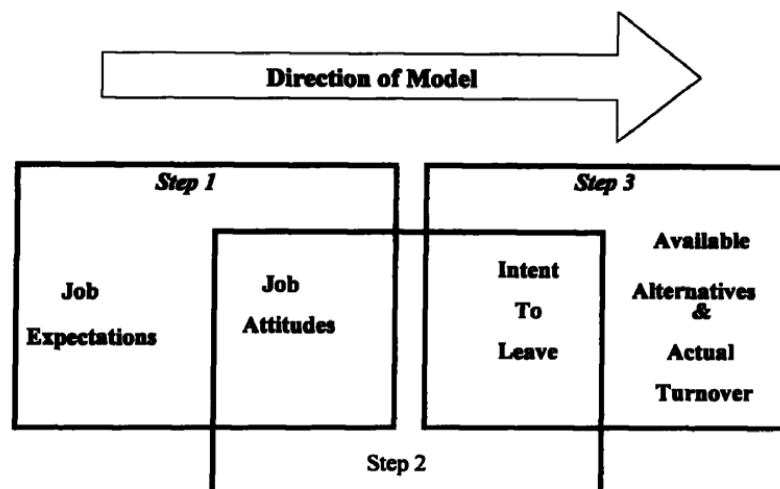 Direction of Model
Step 1
Step 3
Job
Expectations
Job
Attitudes
Intent
To
Leave
Available
Alternatives
&
Actual
Turnover
Step 2